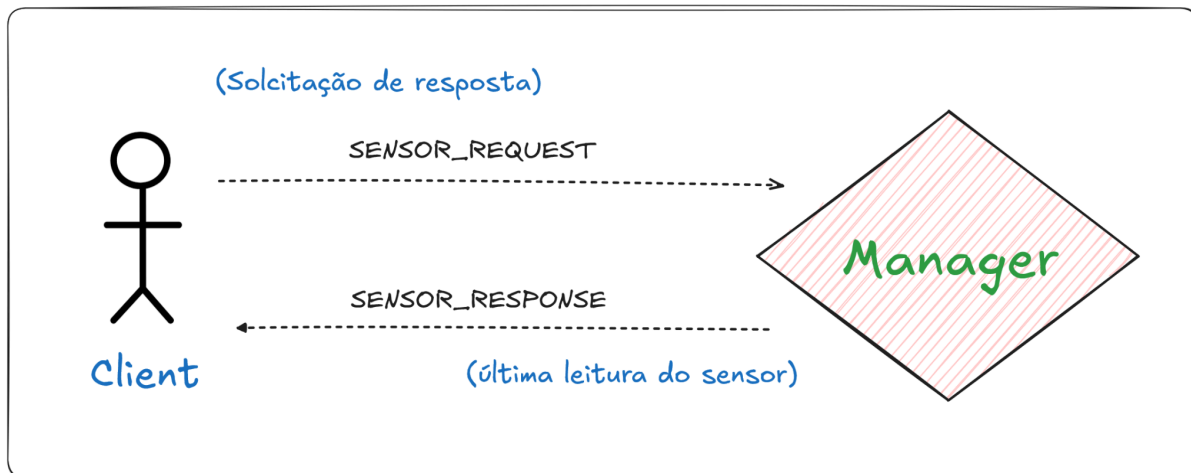 (Solcitação de resposta)
SENSOR_REQUEST
Manager
SENSOR_RESPONSE
Client
(última leitura do sensor)